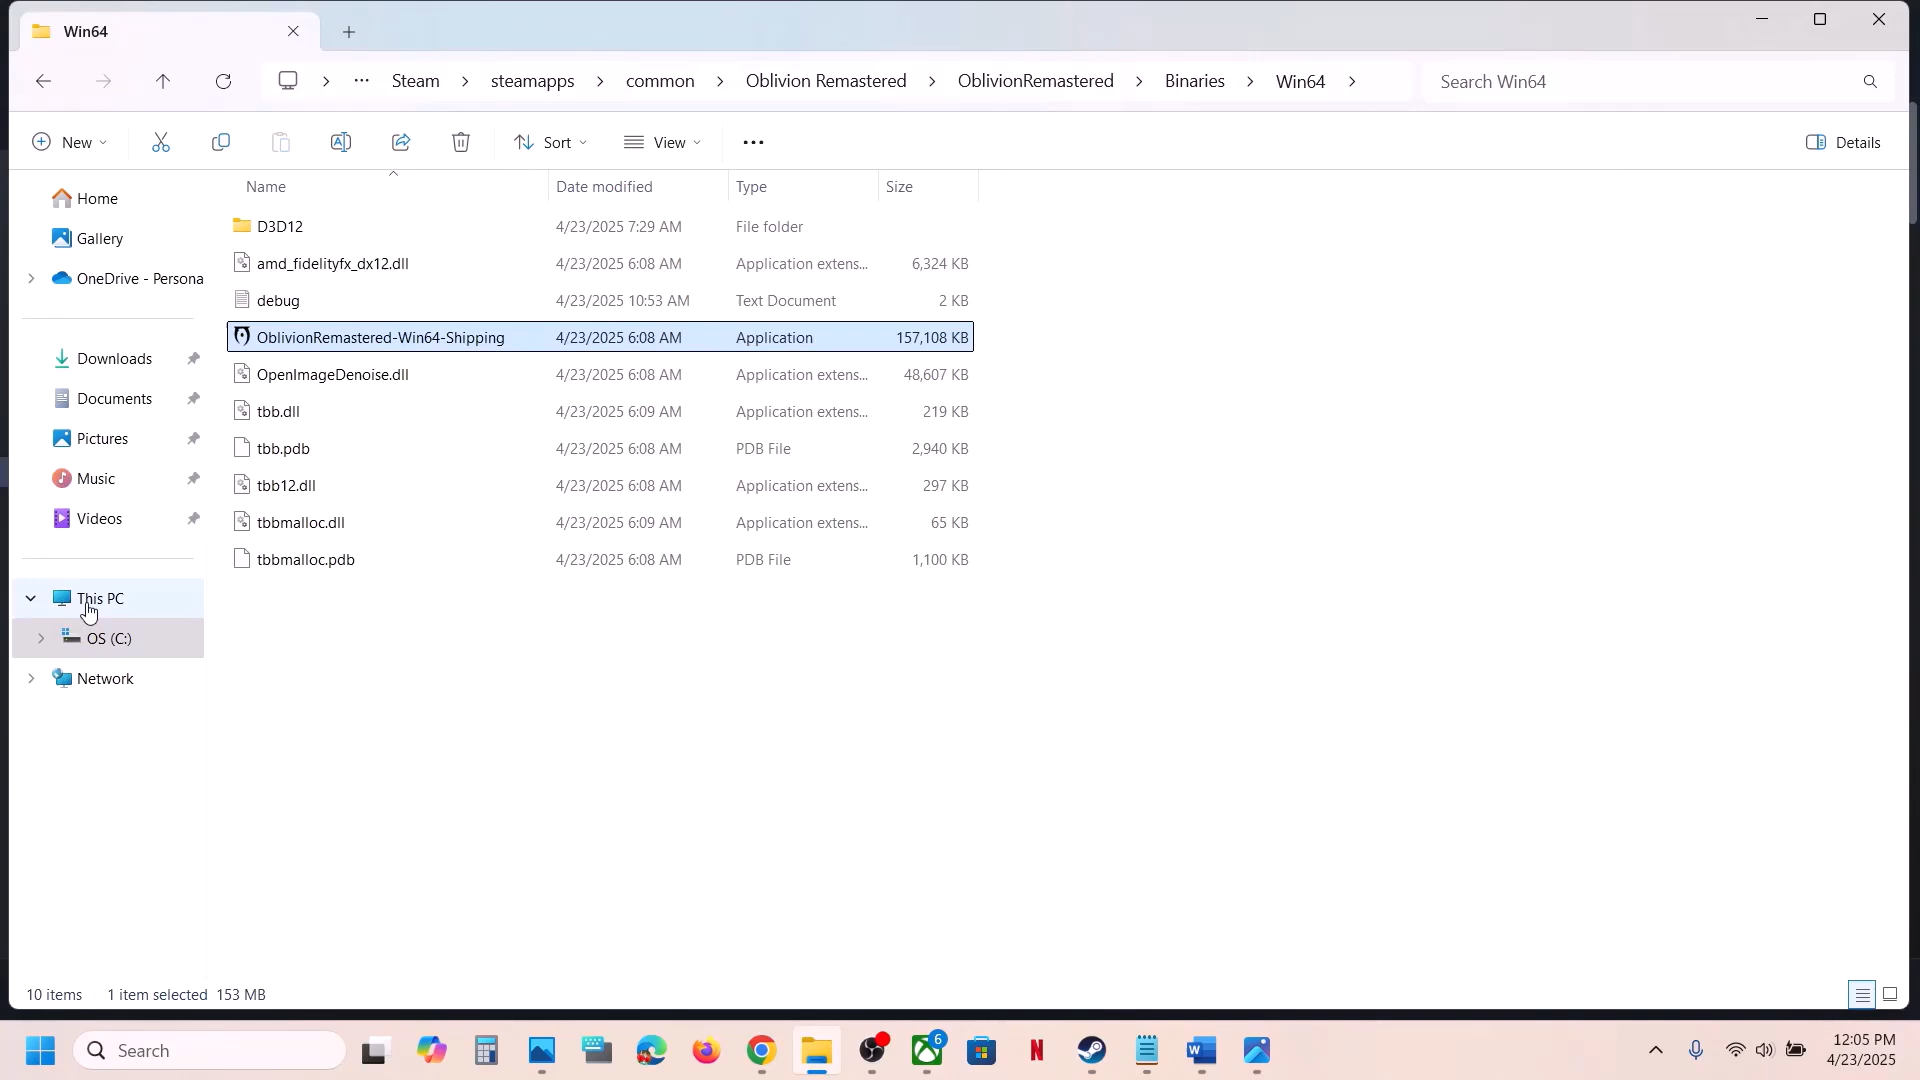 Win64
Steam steamapps common Oblivion Remastered OblivionRemastered Binaries Win64 Search Win64
New Sort View Details
Name Date modified Type Size
Home
Gallery
OneDrive - Persona
Downloads
Documents
Pictures
Music
Videos
This PC
OS (C:)
Network
D3D12 4/23/2025 7:29 AM File folder
amd_fidelityfx_dx12.dll 4/23/2025 6:08 AM Application extens... 6,324 KB
debug 4/23/2025 10:53 AM Text Document 2 KB
OblivionRemastered-Win64-Shipping 4/23/2025 6:08 AM Application 157,108 KB
OpenImageDenoise.dll 4/23/2025 6:08 AM Application extens... 48,607 KB
tbb.dll 4/23/2025 6:09 AM Application extens... 219 KB
tbb.pdb 4/23/2025 6:08 AM PDB File 2,940 KB
tbb12.dll 4/23/2025 6:08 AM Application extens... 297 KB
tbbmalloc.dll 4/23/2025 6:09 AM Application extens... 65 KB
tbbmalloc.pdb 4/23/2025 6:08 AM PDB File 1,100 KB
10 items 1 item selected 153 MB
Search 6 12:05 PM
4/23/2025